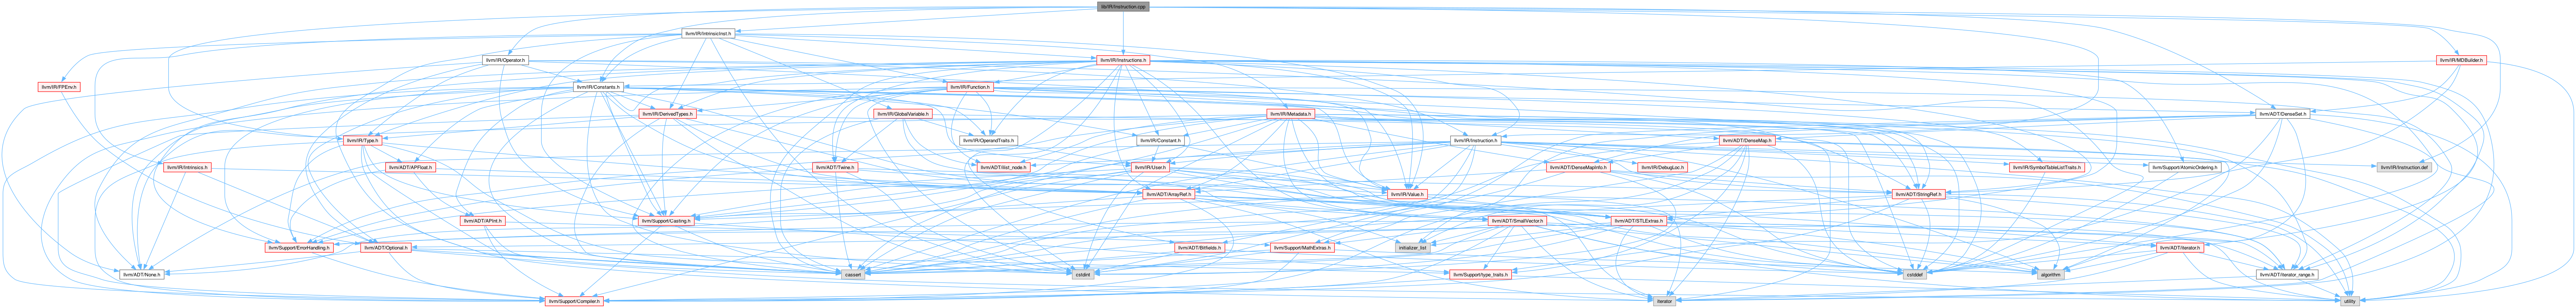 lib/IR/Instruction.cpp
llvm/IR/IntrinsicInst.h
llvm/IR/Operator.h
llvm/IR/Instructions.h
llvm/IR/MDBuilder.h
llvm/IR/FPEnv.h
llvm/IR/Constants.h
llvm/IR/Function.h
llvm/IR/DerivedTypes.h
llvm/IR/GlobalVariable.h
llvm/IR/Metadata.h
llvm/ADT/DenseSet.h
llvm/IR/Type.h
llvm/IR/OperandTraits.h
llvm/IR/Constant.h
llvm/IR/Instruction.h
llvm/ADT/DenseMap.h
llvm/IR/Intrinsics.h
llvm/ADT/APFloat.h
llvm/ADT/Twine.h
llvm/ADT/ilist_node.h
llvm/IR/User.h
llvm/ADT/DenseMapInfo.h
llvm/IR/DebugLoc.h
llvm/IR/SymbolTableListTraits.h
llvm/Support/AtomicOrdering.h
llvm/IR/Instruction.def
llvm/ADT/ArrayRef.h
llvm/IR/Value.h
llvm/ADT/StringRef.h
llvm/ADT/APInt.h
llvm/Support/Casting.h
llvm/ADT/SmallVector.h
llvm/ADT/STLExtras.h
llvm/Support/ErrorHandling.h
llvm/ADT/Optional.h
llvm/ADT/Bitfields.h
llvm/Support/MathExtras.h
initializer_list
llvm/ADT/iterator.h
llvm/ADT/None.h
cassert
cstdint
llvm/Support/type_traits.h
cstddef
algorithm
llvm/ADT/iterator_range.h
llvm/Support/Compiler.h
iterator
utility